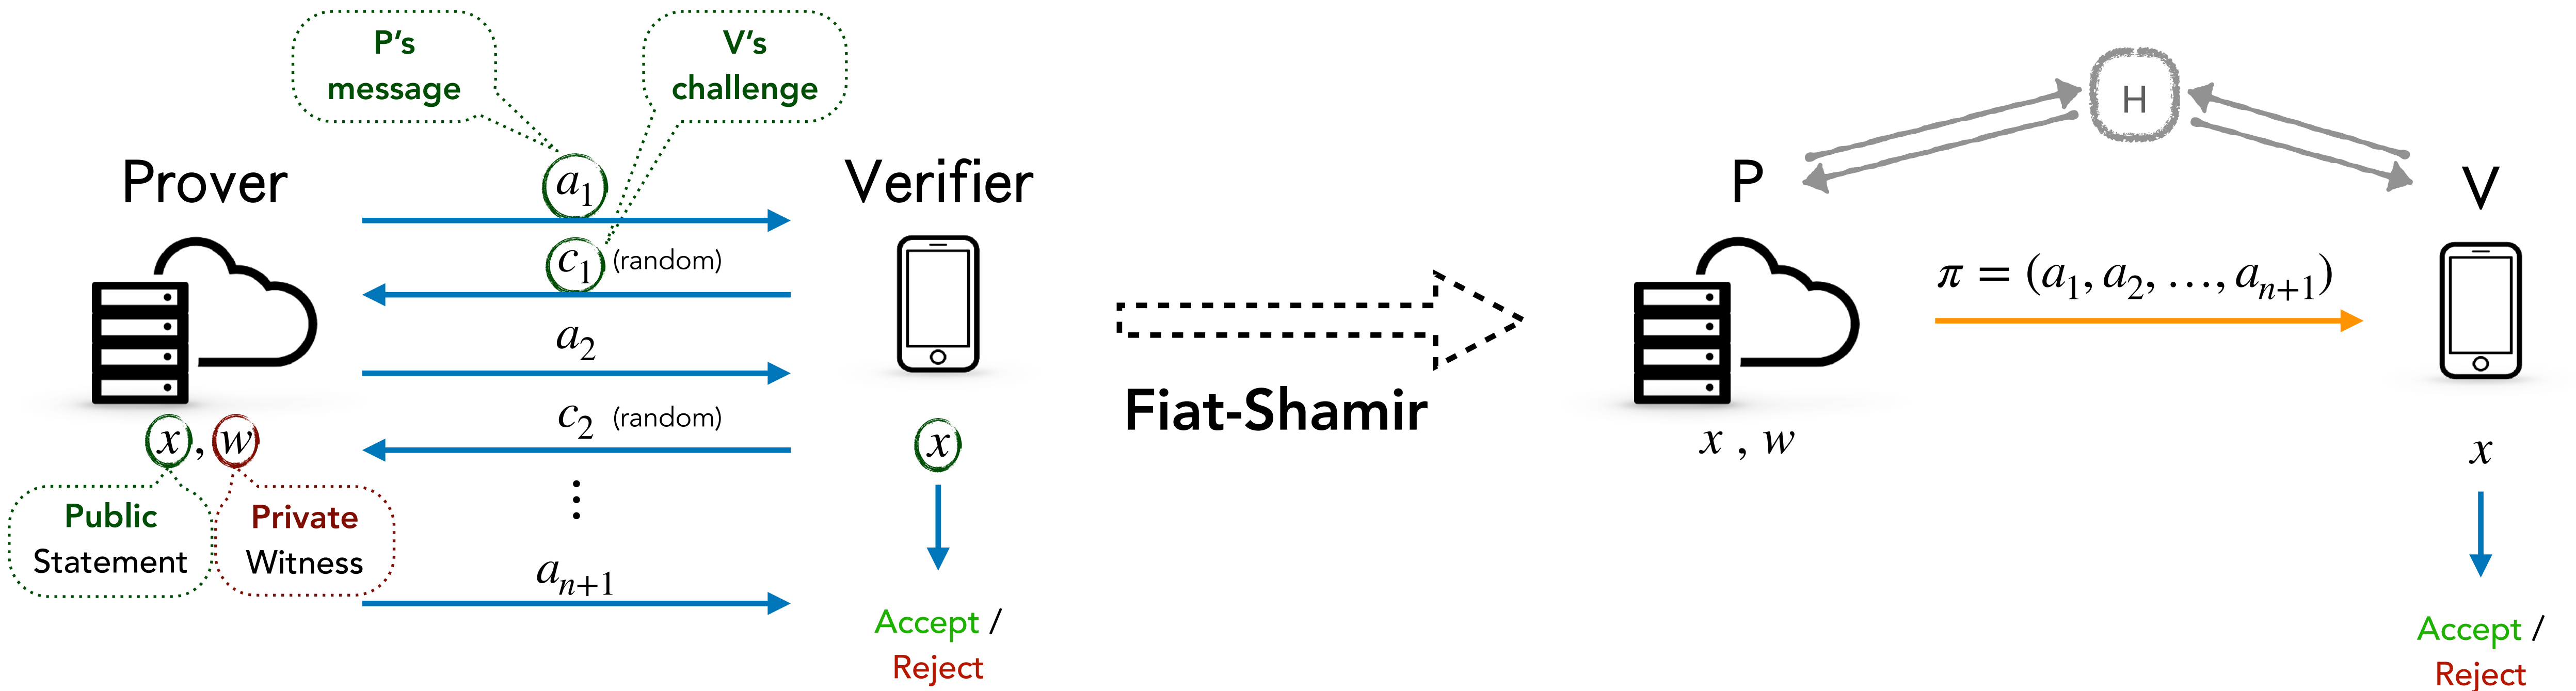 P's
message
V's
challenge
Prover
a₁
Verifier
c₁ (random)
a₂
c₂ (random)
x , w
x
⋮
Public
Statement
Private
Witness
aₙ₊₁
Accept /
Reject
Fiat-Shamir
H
P
V
π = (a₁, a₂, …, aₙ₊₁)
x , w
x
Accept /
Reject